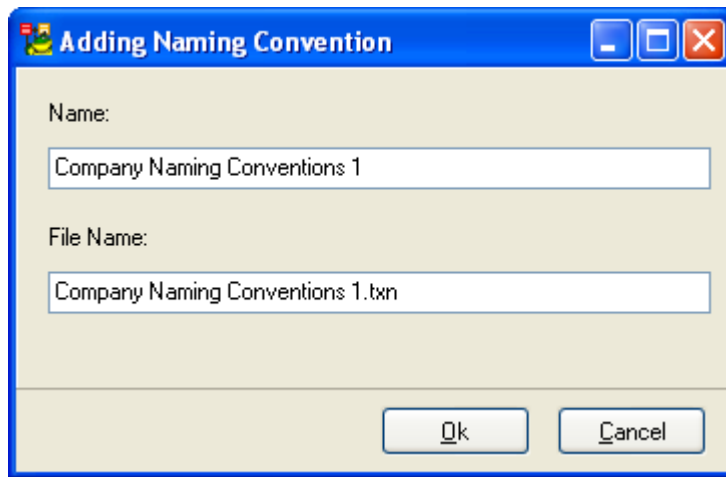 Adding Naming Convention
Name:
Company Naming Conventions 1
File Name:
Company Naming Conventions 1.txn
Ok
Cancel